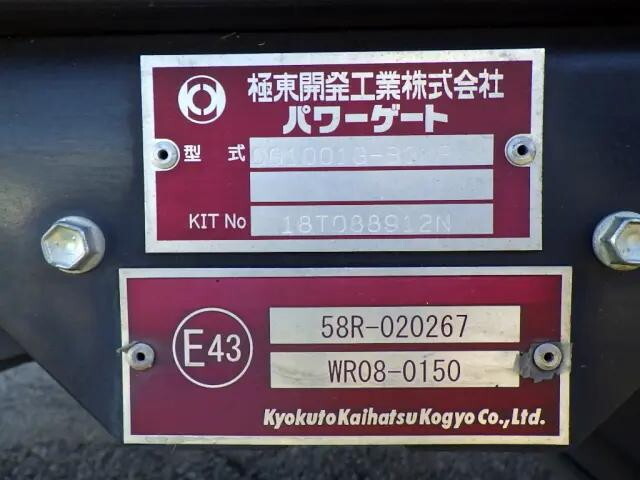 極東開発工業株式会社
パワーゲート
型式
KIT No 18T088912N
E43
58R-020267
WR08-0150
Kyokuto Kaihatsu Kogyo Co., Ltd.